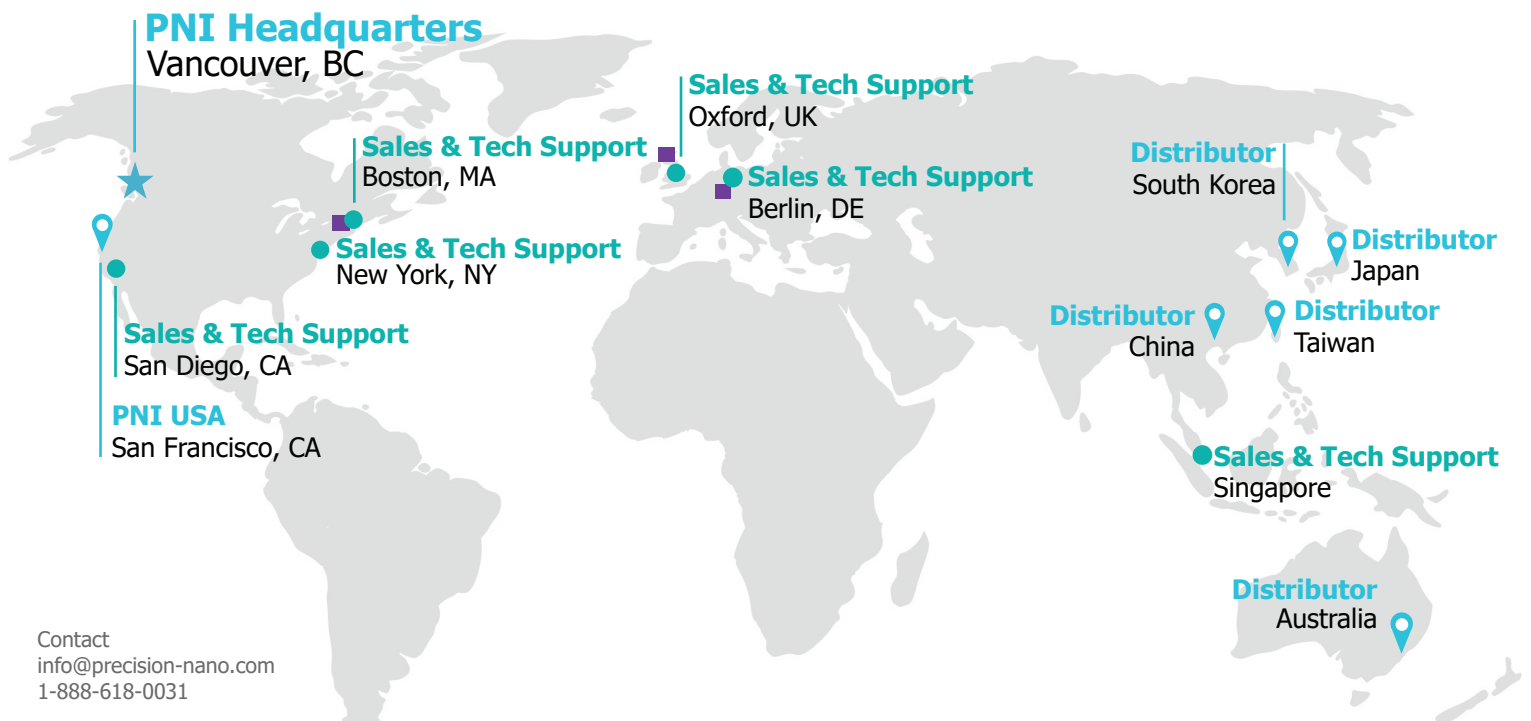 PNI Headquarters
Vancouver, BC
Sales & Tech Support
Oxford, UK
Sales & Tech Support
Boston, MA
Distributor
South Korea
Sales & Tech Support
Berlin, DE
Sales & Tech Support
New York, NY
Distributor
Japan
Distributor
China
Distributor
Taiwan
Sales & Tech Support
San Diego, CA
PNI USA
San Francisco, CA
Sales & Tech Support
Singapore
Distributor
Australia
Contact
info@precision-nano.com
1-888-618-0031